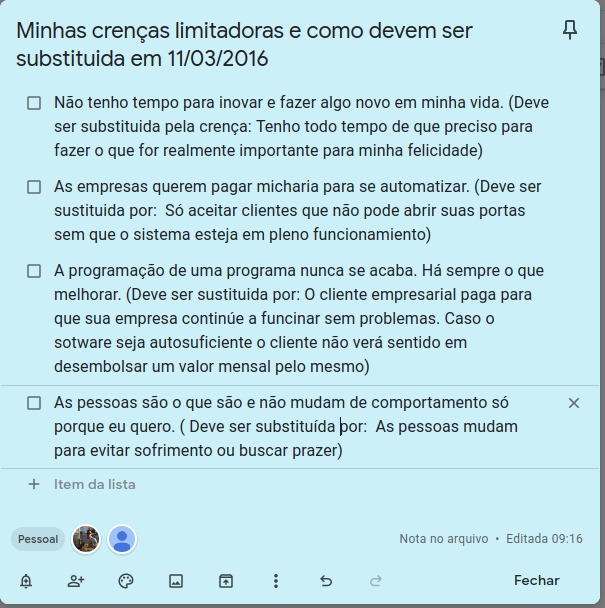 Minhas crenças limitadoras e como devem ser
substituida em 11/03/2016
Não tenho tempo para inovar e fazer algo novo em minha vida. (Deve
ser substituida pela crença: Tenho todo tempo de que preciso para
fazer o que for realmente importante para minha felicidade)
As empresas querem pagar micharia para se automatizar. (Deve ser
sustituida por:  Só aceitar clientes que não pode abrir suas portas
sem que o sistema esteja em pleno funcionamiento)
A programação de uma programa nunca se acaba. Há sempre o que
melhorar. (Deve ser sustituida por: O cliente empresarial paga para
que sua empresa continúe a funcinar sem problemas. Caso o
sotware seja autosuficiente o cliente não verá sentido em
desembolsar um valor mensal pelo mesmo)
As pessoas são o que são e não mudam de comportamento só
porque eu quero. ( Deve ser substituída por:  As pessoas mudam
para evitar sofrimento ou buscar prazer)
Item da lista
Pessoal
Nota no arquivo • Editada 09:16
Fechar